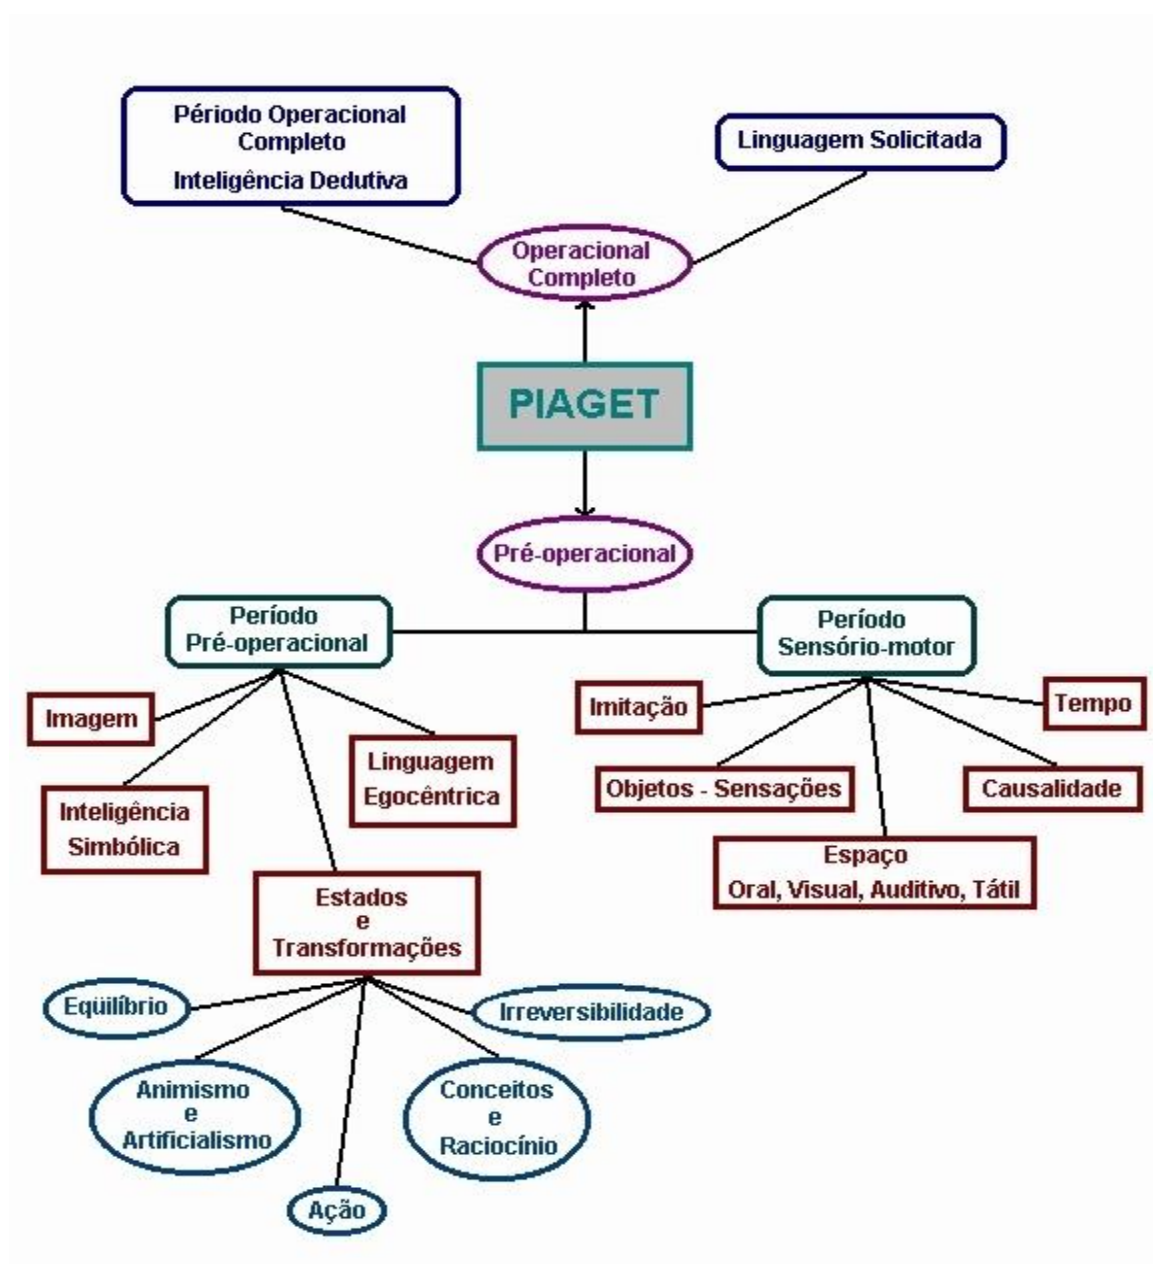 Périodo Operacional
Completo
Inteligência Dedutiva
Linguagem Solicitada
Operacional
Completo
PIAGET
Pré-operacional
Período
Pré-operacional
Período
Sensório-motor
Imagem
Inteligência
Simbólica
Linguagem
Egocêntrica
Imitação
Tempo
Objetos - Sensações
Causalidade
Espaço
Oral, Visual, Auditivo, Tátil
Estados
e
Transformações
Eqüilíbrio
Irreversibilidade
Animismo
e
Artificialismo
Conceitos
e
Raciocínio
Ação